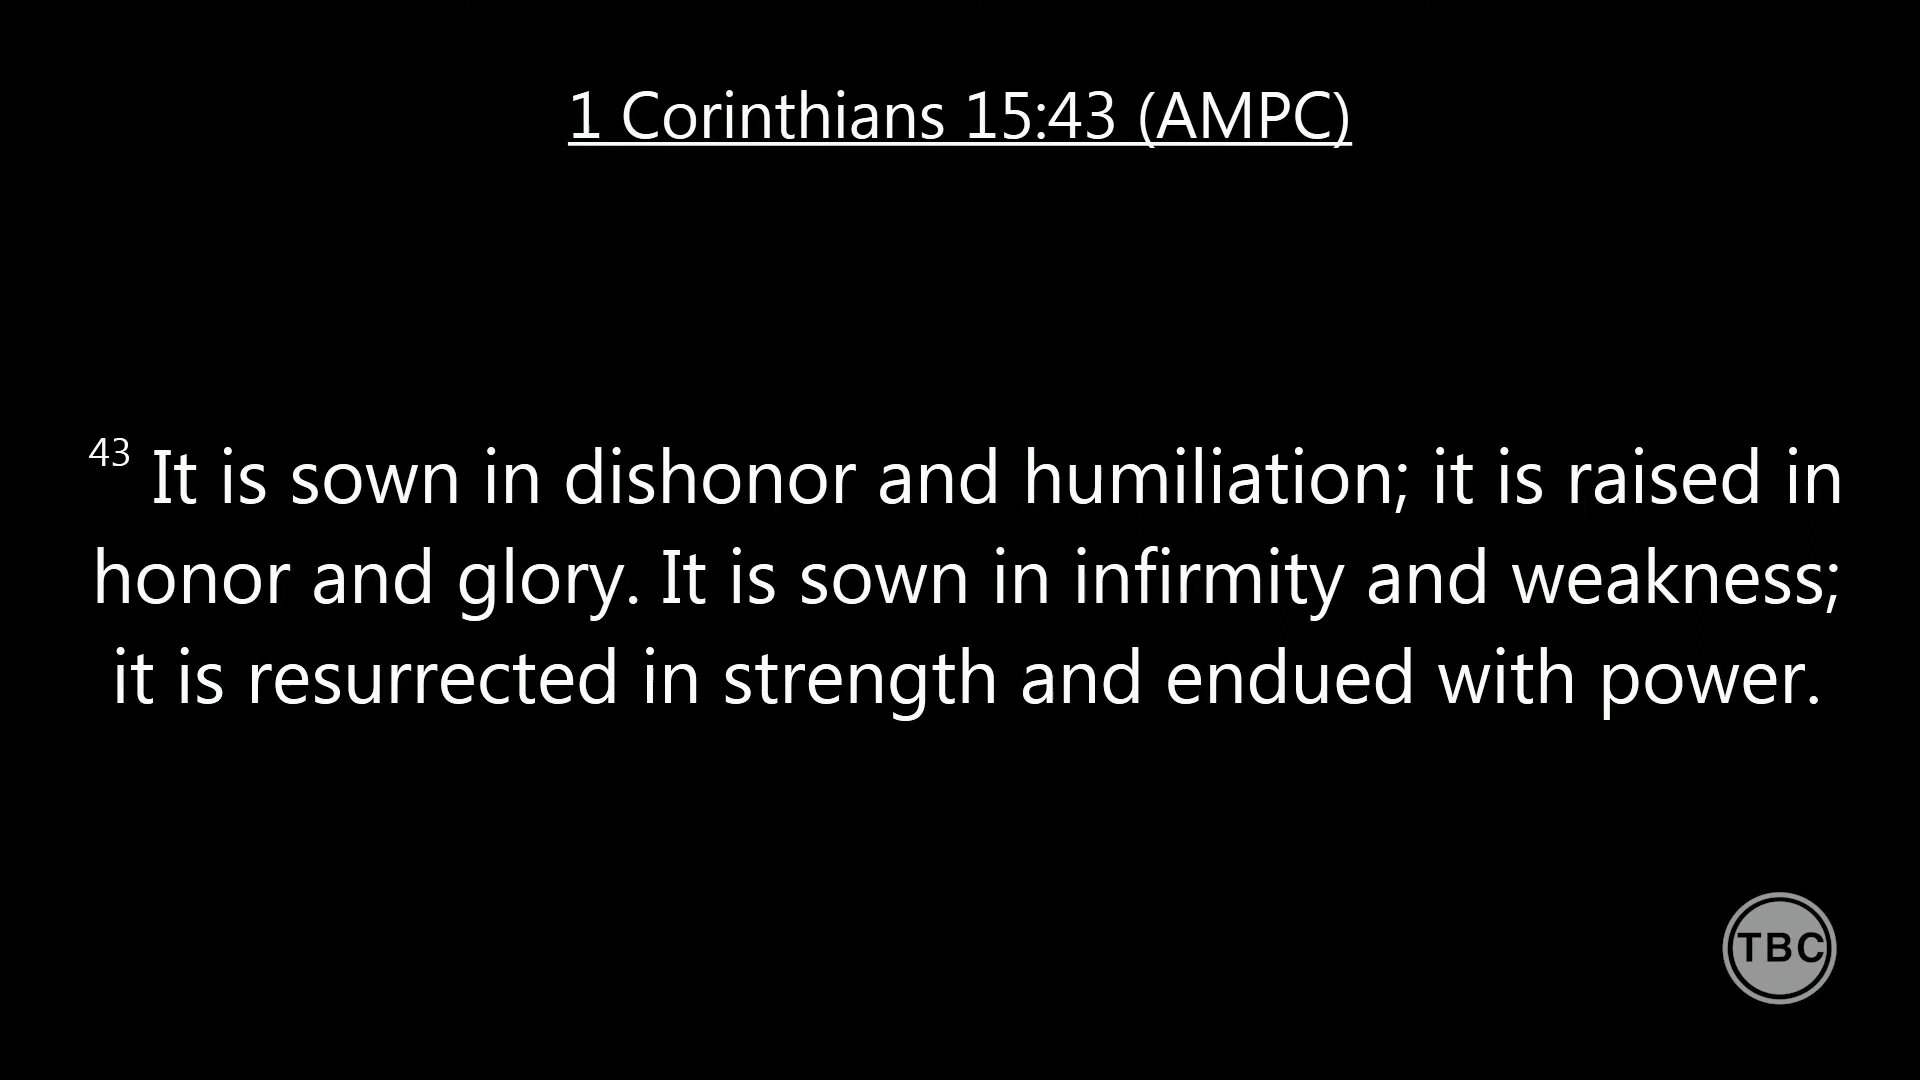 1 Corinthians 15:43 (AMPC)
43 It is sown in dishonor and humiliation; it is raised in
honor and glory. It is sown in infirmity and weakness;
it is resurrected in strength and endued with power.
TBC